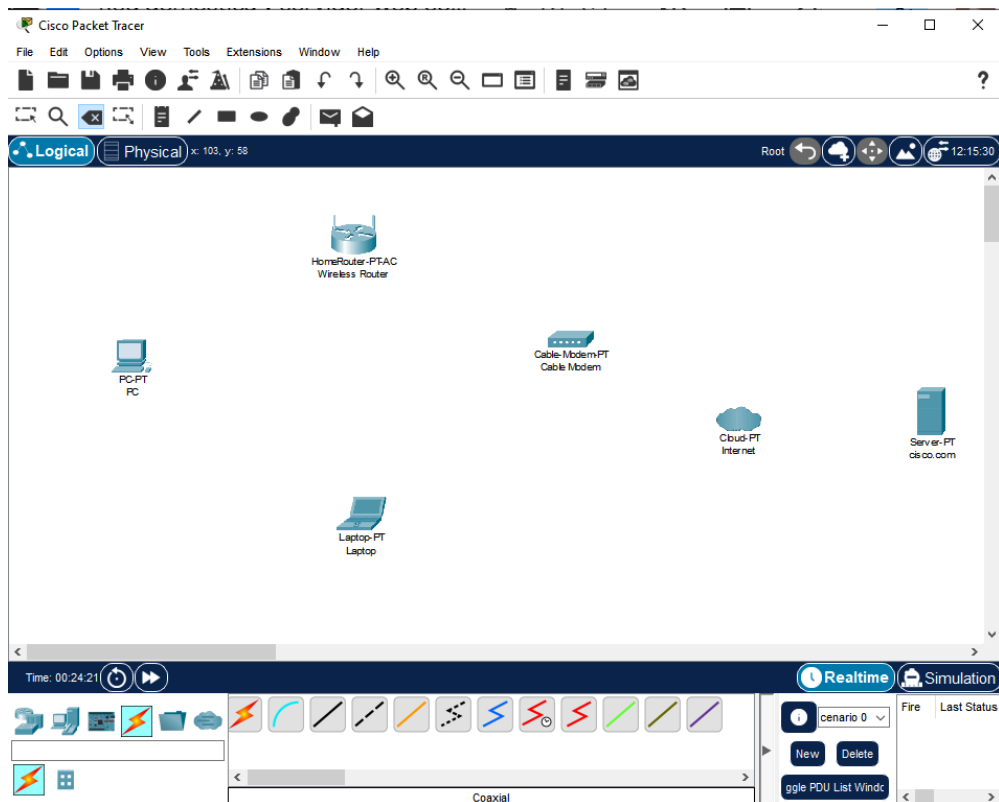 Cisco Packet Tracer
File Edit Options View Tools Extensions Window Help
?
Logical Physical x: 103, y: 58 Root 12:15:30
HomeRouter-PT-AC
Wireless Router
Cable-Modem-PT
Cable Modem
PC-PT
PC
Cloud-PT
Internet
Server-PT
cisco.com
Laptop-PT
Laptop
Time: 00:24:21 Realtime Simulation
cenario 0 Fire Last Status
New Delete
ggle PDU List Windo
Coaxial